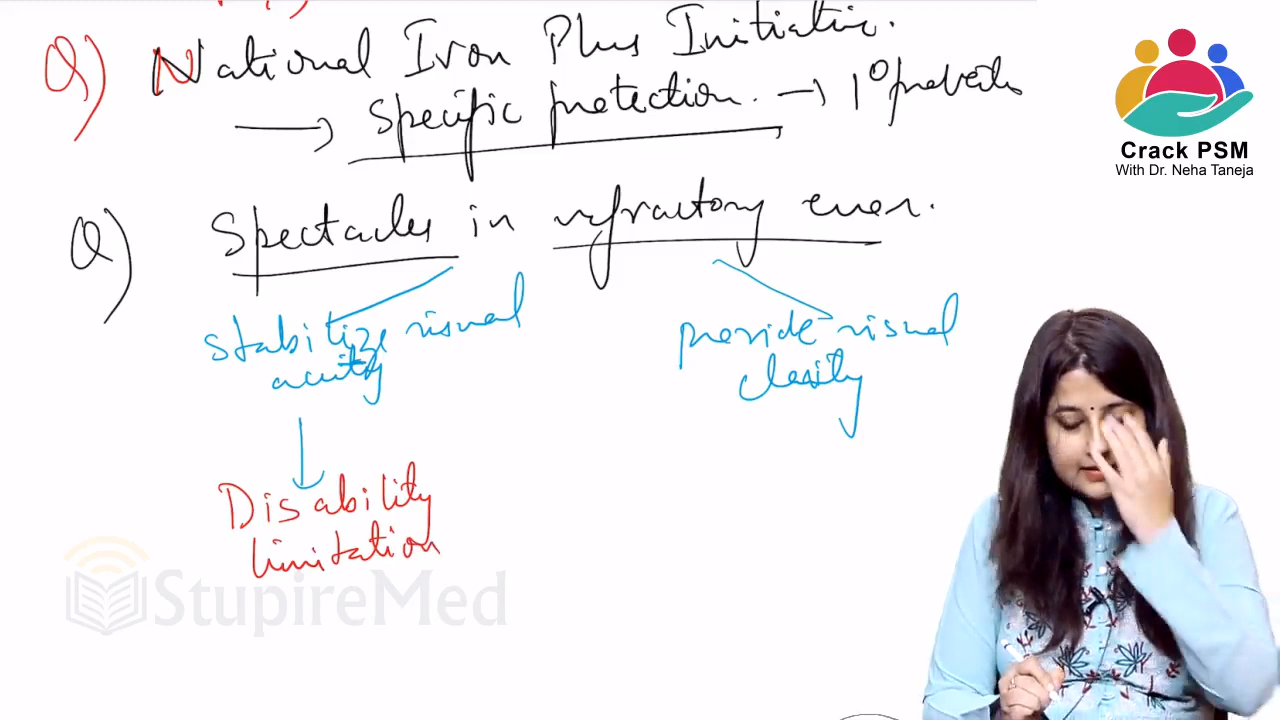 Q) National Iron Plus Initiative.
→ Specific protection. → 1°
Crack PSM
With Dr. Neha Taneja
Q) Spectacles in refractory error.
stabilize visual
acuity
provide visual
clarity
Disability
limitation
StupireMed